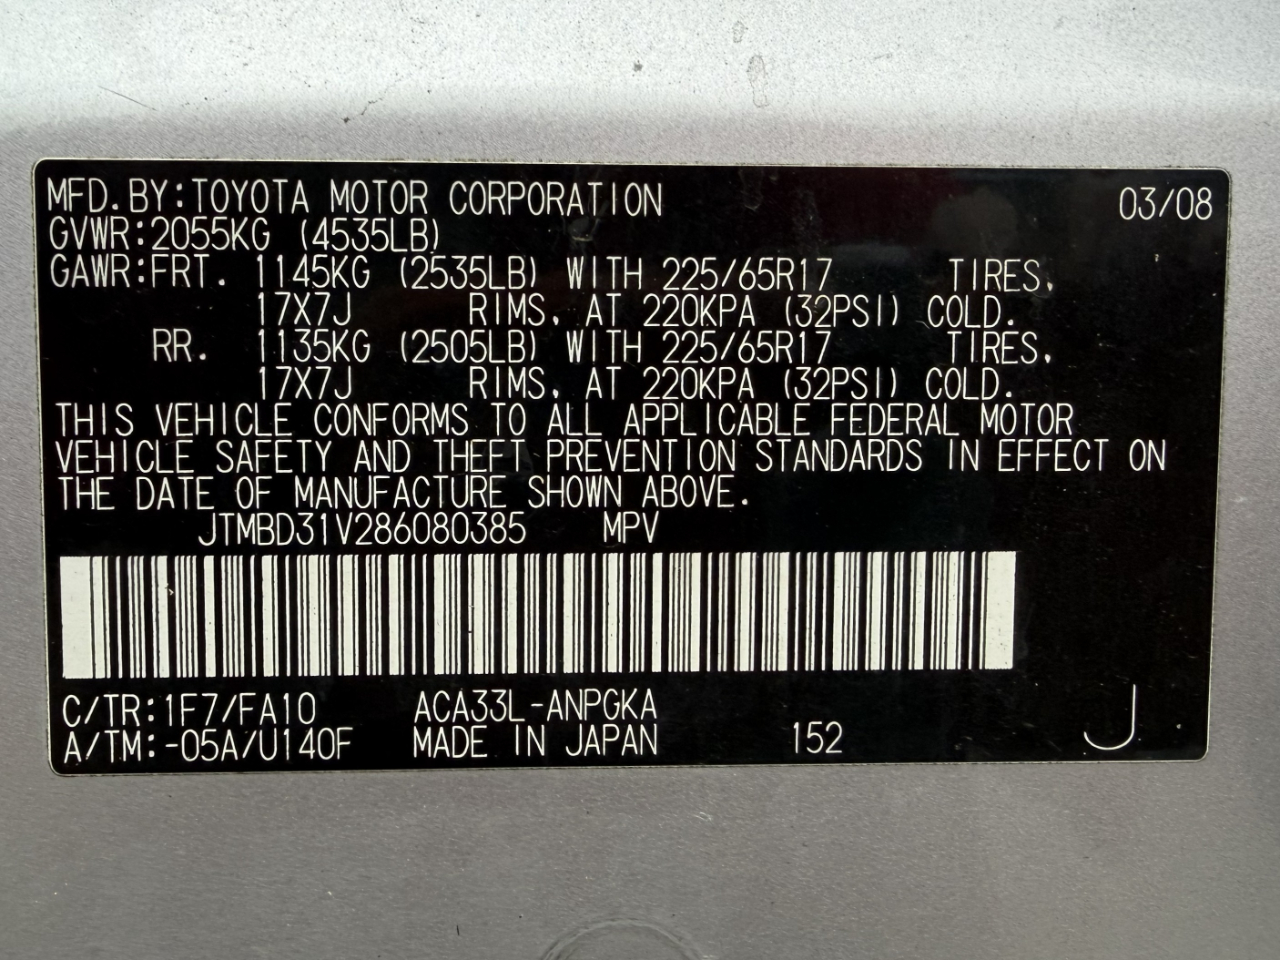 MFD.BY:TOYOTA MOTOR CORPORATION 03/08
GVWR:2055KG (4535LB)
GAWR:FRT. 1145KG (2535LB) WITH 225/65R17 TIRES,
17X7J RIMS, AT 220KPA (32PSI) COLD.
RR. 1135KG (2505LB) WITH 225/65R17 TIRES,
17X7J RIMS, AT 220KPA (32PSI) COLD.
THIS VEHICLE CONFORMS TO ALL APPLICABLE FEDERAL MOTOR
VEHICLE SAFETY AND THEFT PREVENTION STANDARDS IN EFFECT ON
THE DATE OF MANUFACTURE SHOWN ABOVE.
JTMBD31V286080385 MPV
C/TR:1F7/FA10 ACA33L-ANPGKA
A/TM:-05A/U140F MADE IN JAPAN 152 J